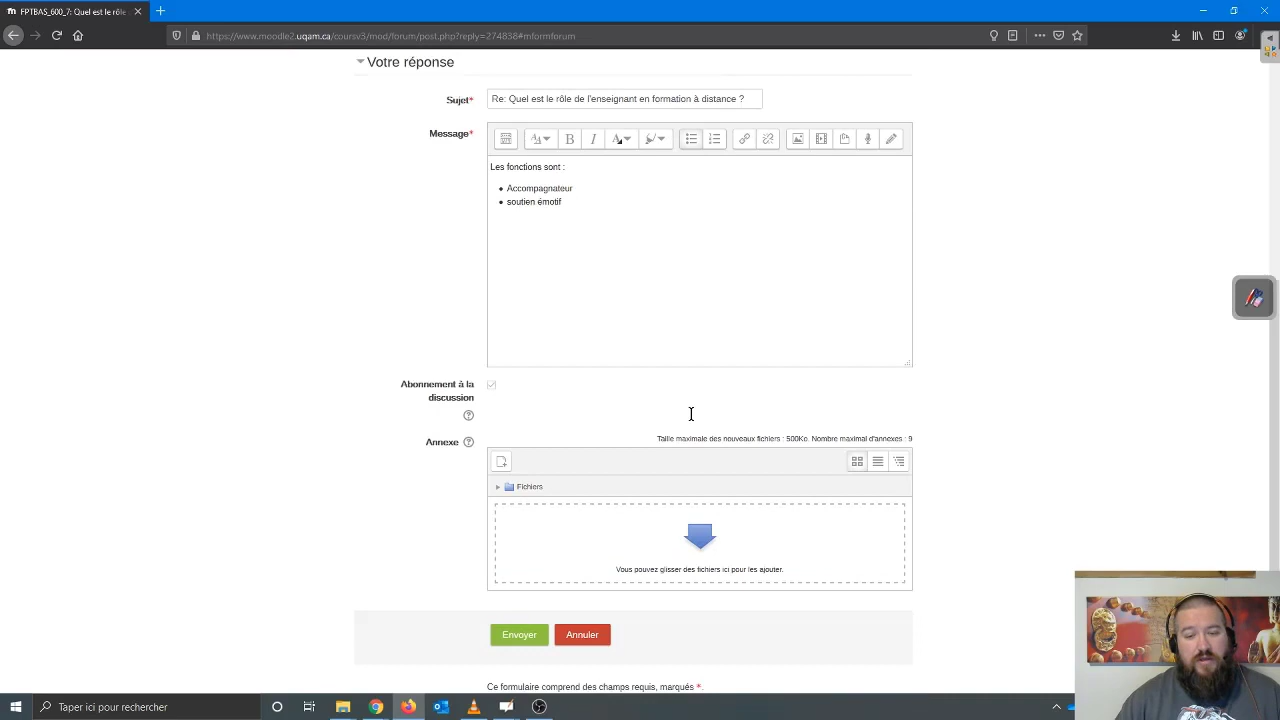 FPTBAS_600_7: Quel est le rôle
https://www.moodle2.uqam.ca/coursv3/mod/forum/post.php?reply=274838#mformforum
Votre réponse
Sujet*
Re: Quel est le rôle de l'enseignant en formation à distance ?
Message*
Les fonctions sont :
Accompagnateur
soutien émotif
Abonnement à la
discussion
Taille maximale des nouveaux fichiers : 500Ko. Nombre maximal d'annexes : 9
Annexe
Fichiers
Vous pouvez glisser des fichiers ici pour les ajouter.
Envoyer
Annuler
Ce formulaire comprend des champs requis, marqués *.
Taper ici pour rechercher